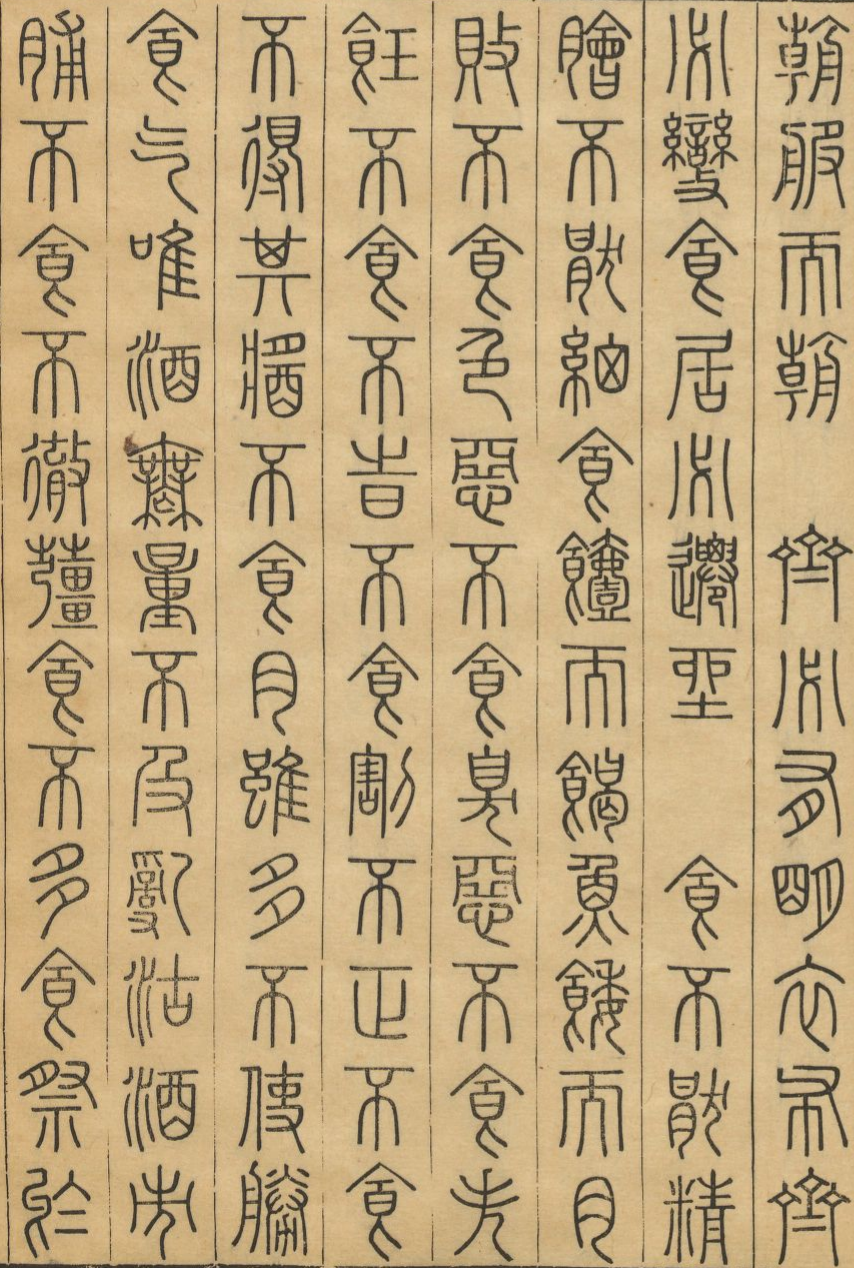 朝服而朝　齊必有明衣布齊
必變食居必遷坐　食不猒精
膾不猒細食饐而餲魚餒而肉
敗不食色惡不食臭惡不食失
飪不食不時不食割不正不食
不得其醬不食肉雖多不使勝
食气唯酒無量不及亂沽酒市
脯不食不徹薑食不多食祭於